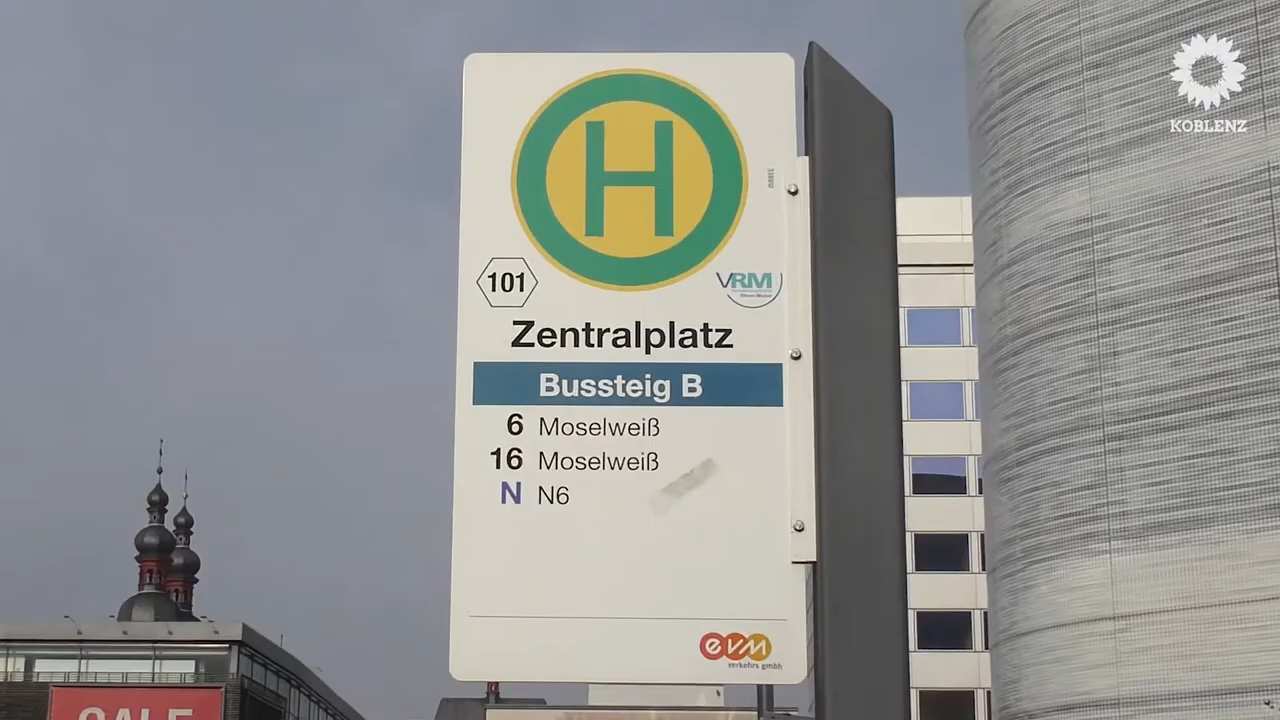 KOBLENZ
H
101
VRM
Zentralplatz
Bussteig B
6 Moselweiß
16 Moselweiß
N N6
evm
verkehrs gmbh
SALE